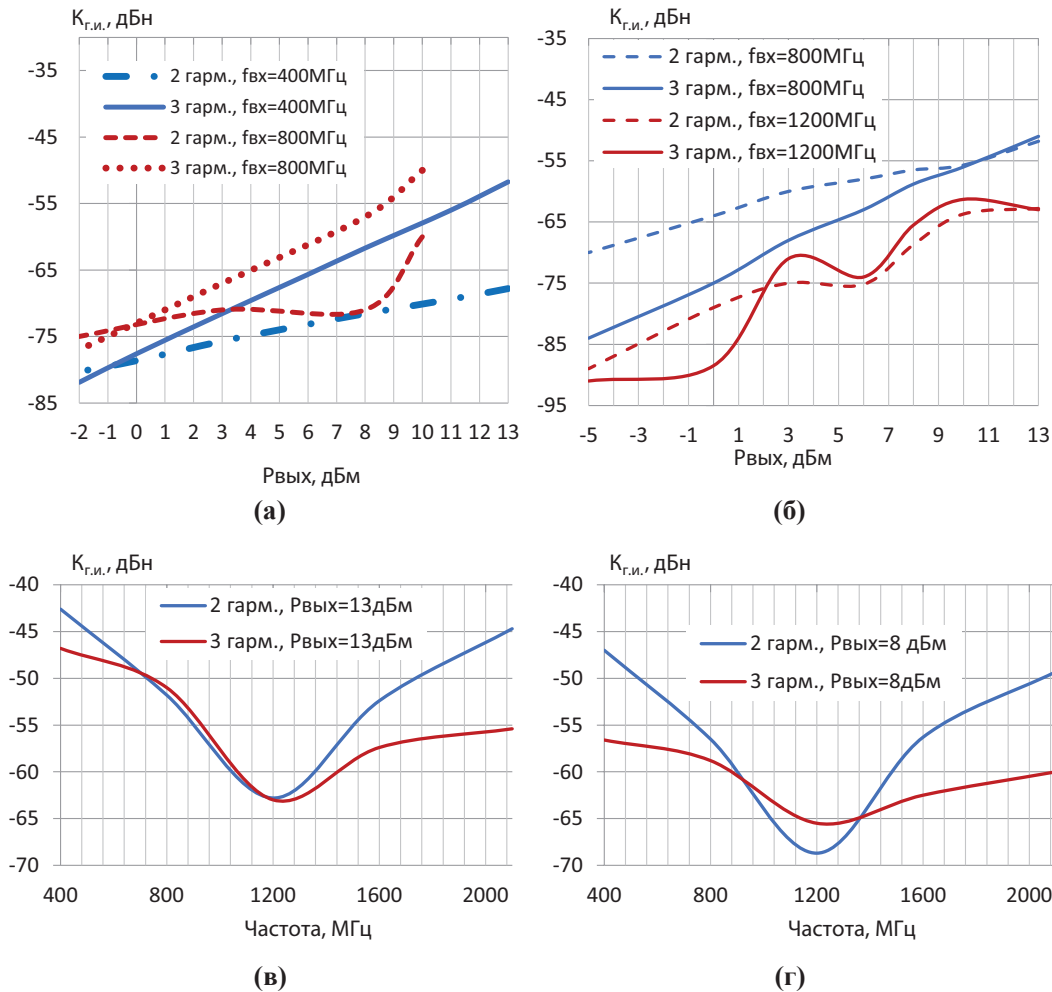 Kг.и., дБн
-35
-45
-55
-65
-75
-85
2 гарм., fвх=400МГц
3 гарм., fвх=400МГц
2 гарм., fвх=800МГц
3 гарм., fвх=800МГц
-2 -1 0 1 2 3 4 5 6 7 8 9 10 11 12 13
Рвых, дБм
(а)
Kг.и., дБн
-35
-45
-55
-65
-75
-85
-95
2 гарм., fвх=800МГц
3 гарм., fвх=800МГц
2 гарм., fвх=1200МГц
3 гарм., fвх=1200МГц
-5 -3 -1 1 3 5 7 9 11 13
Рвых, дБм
(б)
Kг.и., дБн
-40
-45
-50
-55
-60
-65
-70
2 гарм., Рвых=13дБм
3 гарм., Рвых=13дБм
400 800 1200 1600 2000
Частота, МГц
(в)
Kг.и., дБн
-40
-45
-50
-55
-60
-65
-70
2 гарм., Рвых=8 дБм
3 гарм., Рвых=8дБм
400 800 1200 1600 2000
Частота, МГц
(г)